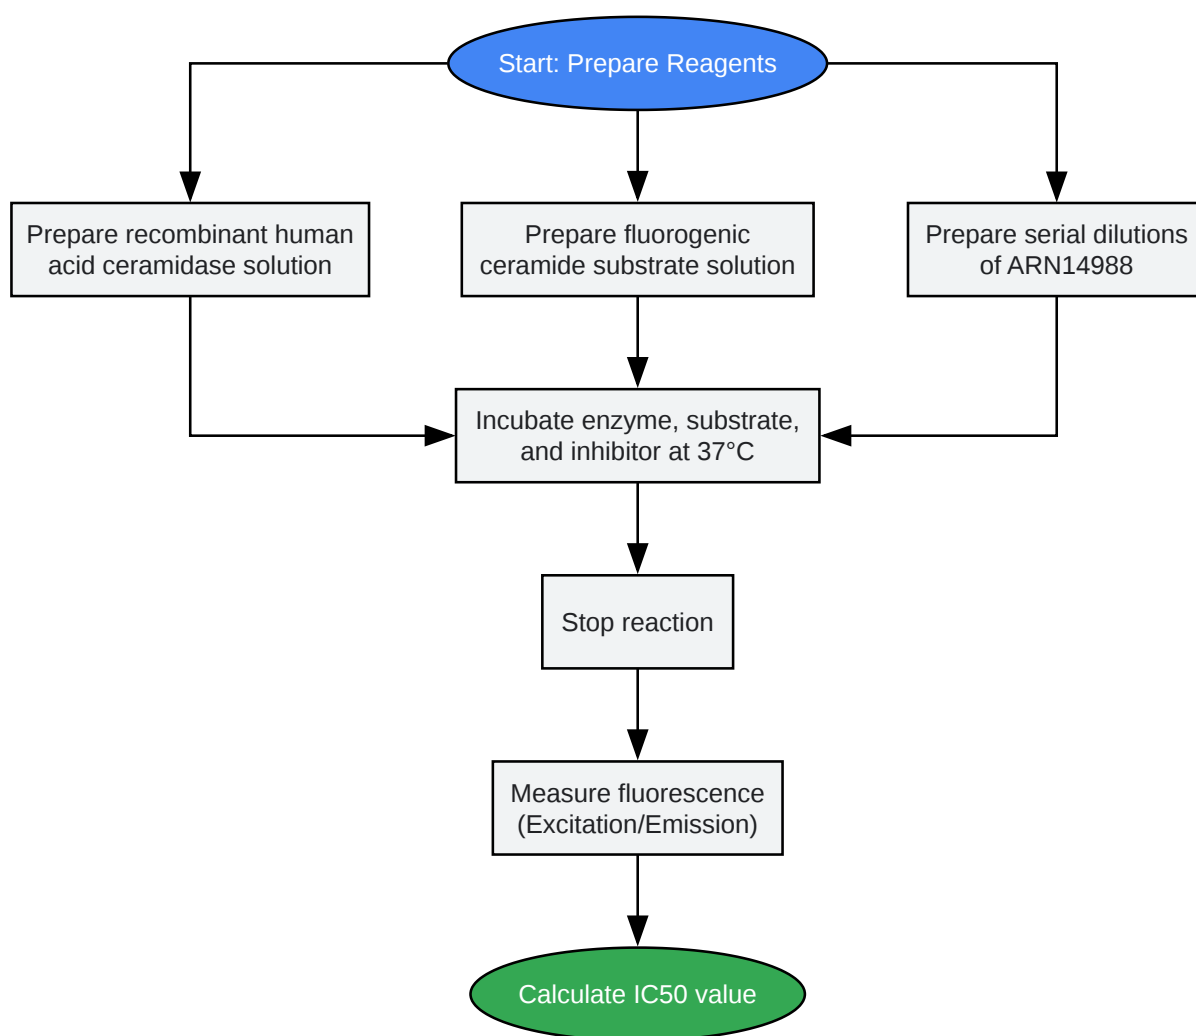 Start: Prepare Reagents
Prepare recombinant human
acid ceramidase solution
Prepare fluorogenic
ceramide substrate solution
Prepare serial dilutions
of ARN14988
Incubate enzyme, substrate,
and inhibitor at 37°C
Stop reaction
Measure fluorescence
(Excitation/Emission)
Calculate IC50 value